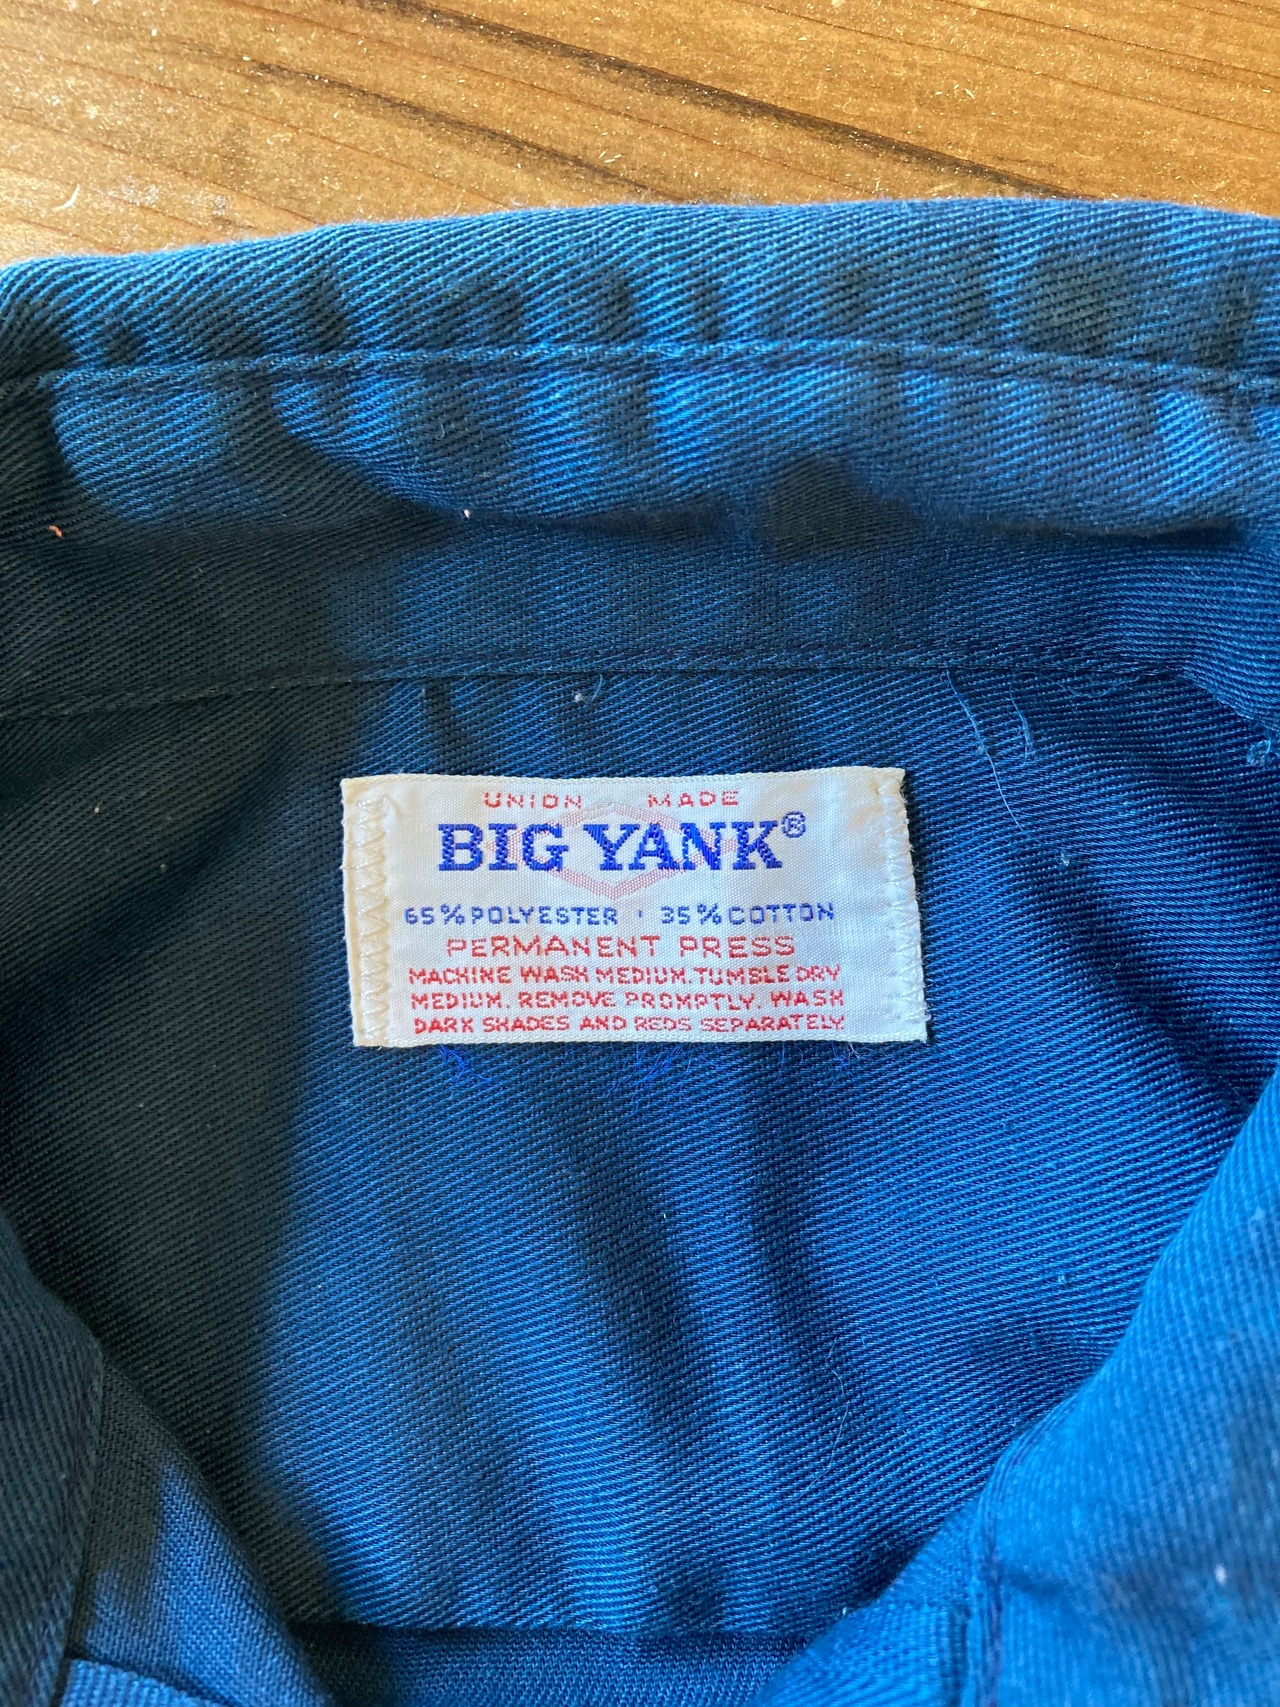 UNION MADE
BIG YANK®
65% POLYESTER · 35% COTTON
PERMANENT PRESS
MACHINE WASH MEDIUM. TUMBLE DRY
MEDIUM. REMOVE PROMPTLY. WASH
DARK SHADES AND REDS SEPARATELY